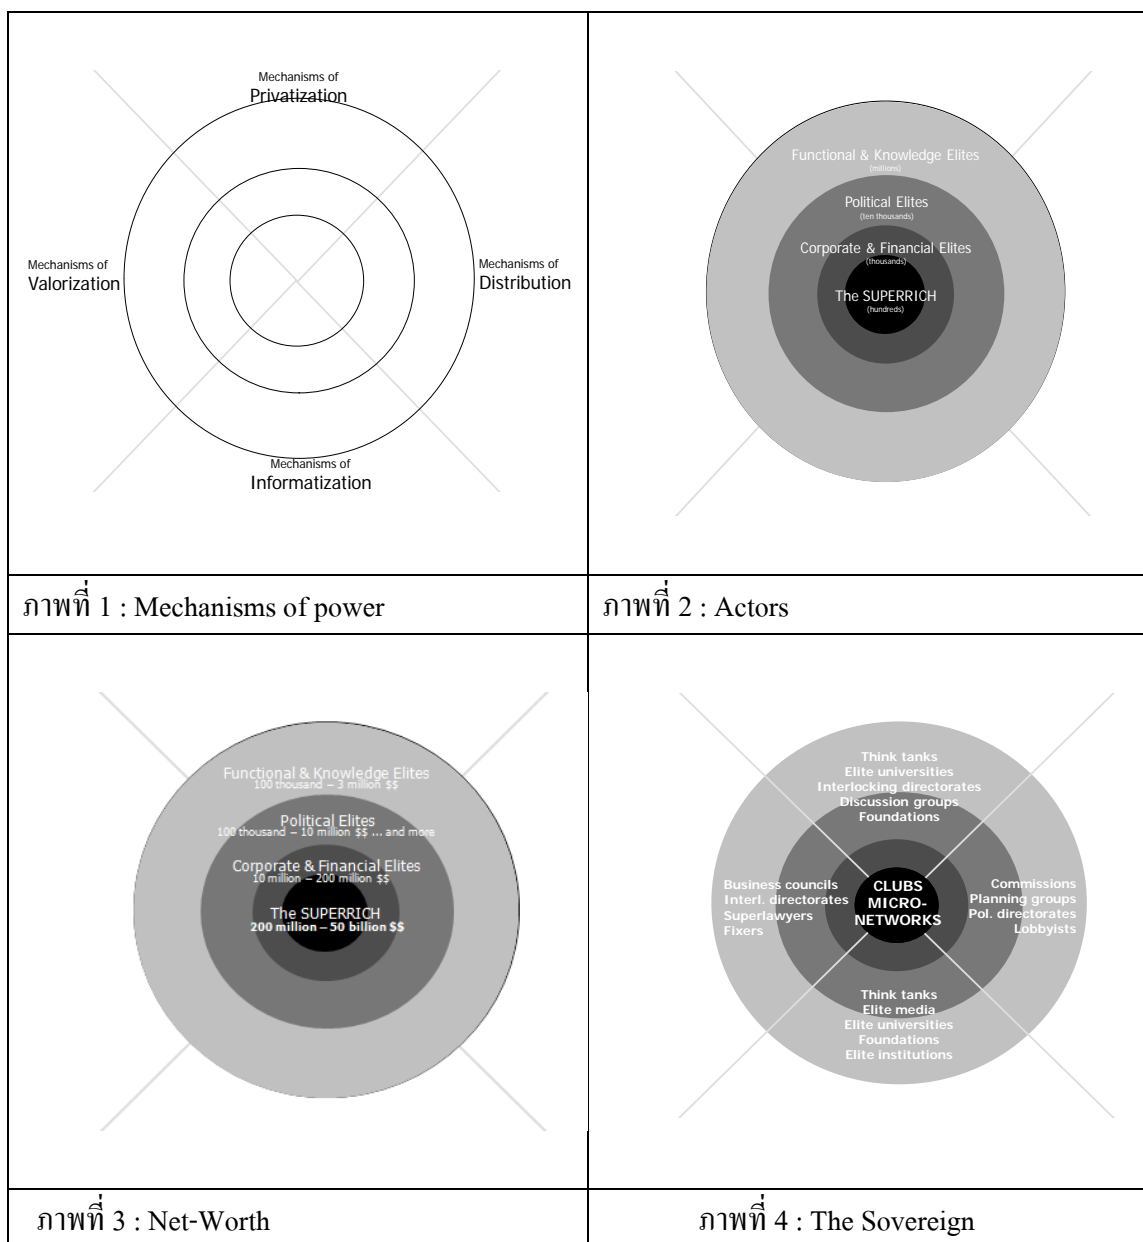 Mechanisms of
Privatization
Mechanisms of
Valorization
Mechanisms of
Distribution
Mechanisms of
Informatization
Functional & Knowledge Elites
(millions)
Political Elites
(ten thousands)
Corporate & Financial Elites
(thousands)
The SUPERRICH
(hundreds)
ภาพที่ 1 : Mechanisms of power
ภาพที่ 2 : Actors
Functional & Knowledge Elites
100 thousand – 3 million $$
Political Elites
100 thousand – 10 million $$ ... and more
Corporate & Financial Elites
10 million – 200 million $$
The SUPERRICH
200 million – 50 billion $$
Think tanks
Elite universities
Interlocking directorates
Discussion groups
Foundations
Business councils
Interl. directorates
Superlawyers
Fixers
CLUBS
MICRO-
NETWORKS
Commissions
Planning groups
Pol. directorates
Lobbyists
Think tanks
Elite media
Elite universities
Foundations
Elite institutions
ภาพที่ 3 : Net-Worth
ภาพที่ 4 : The Sovereign